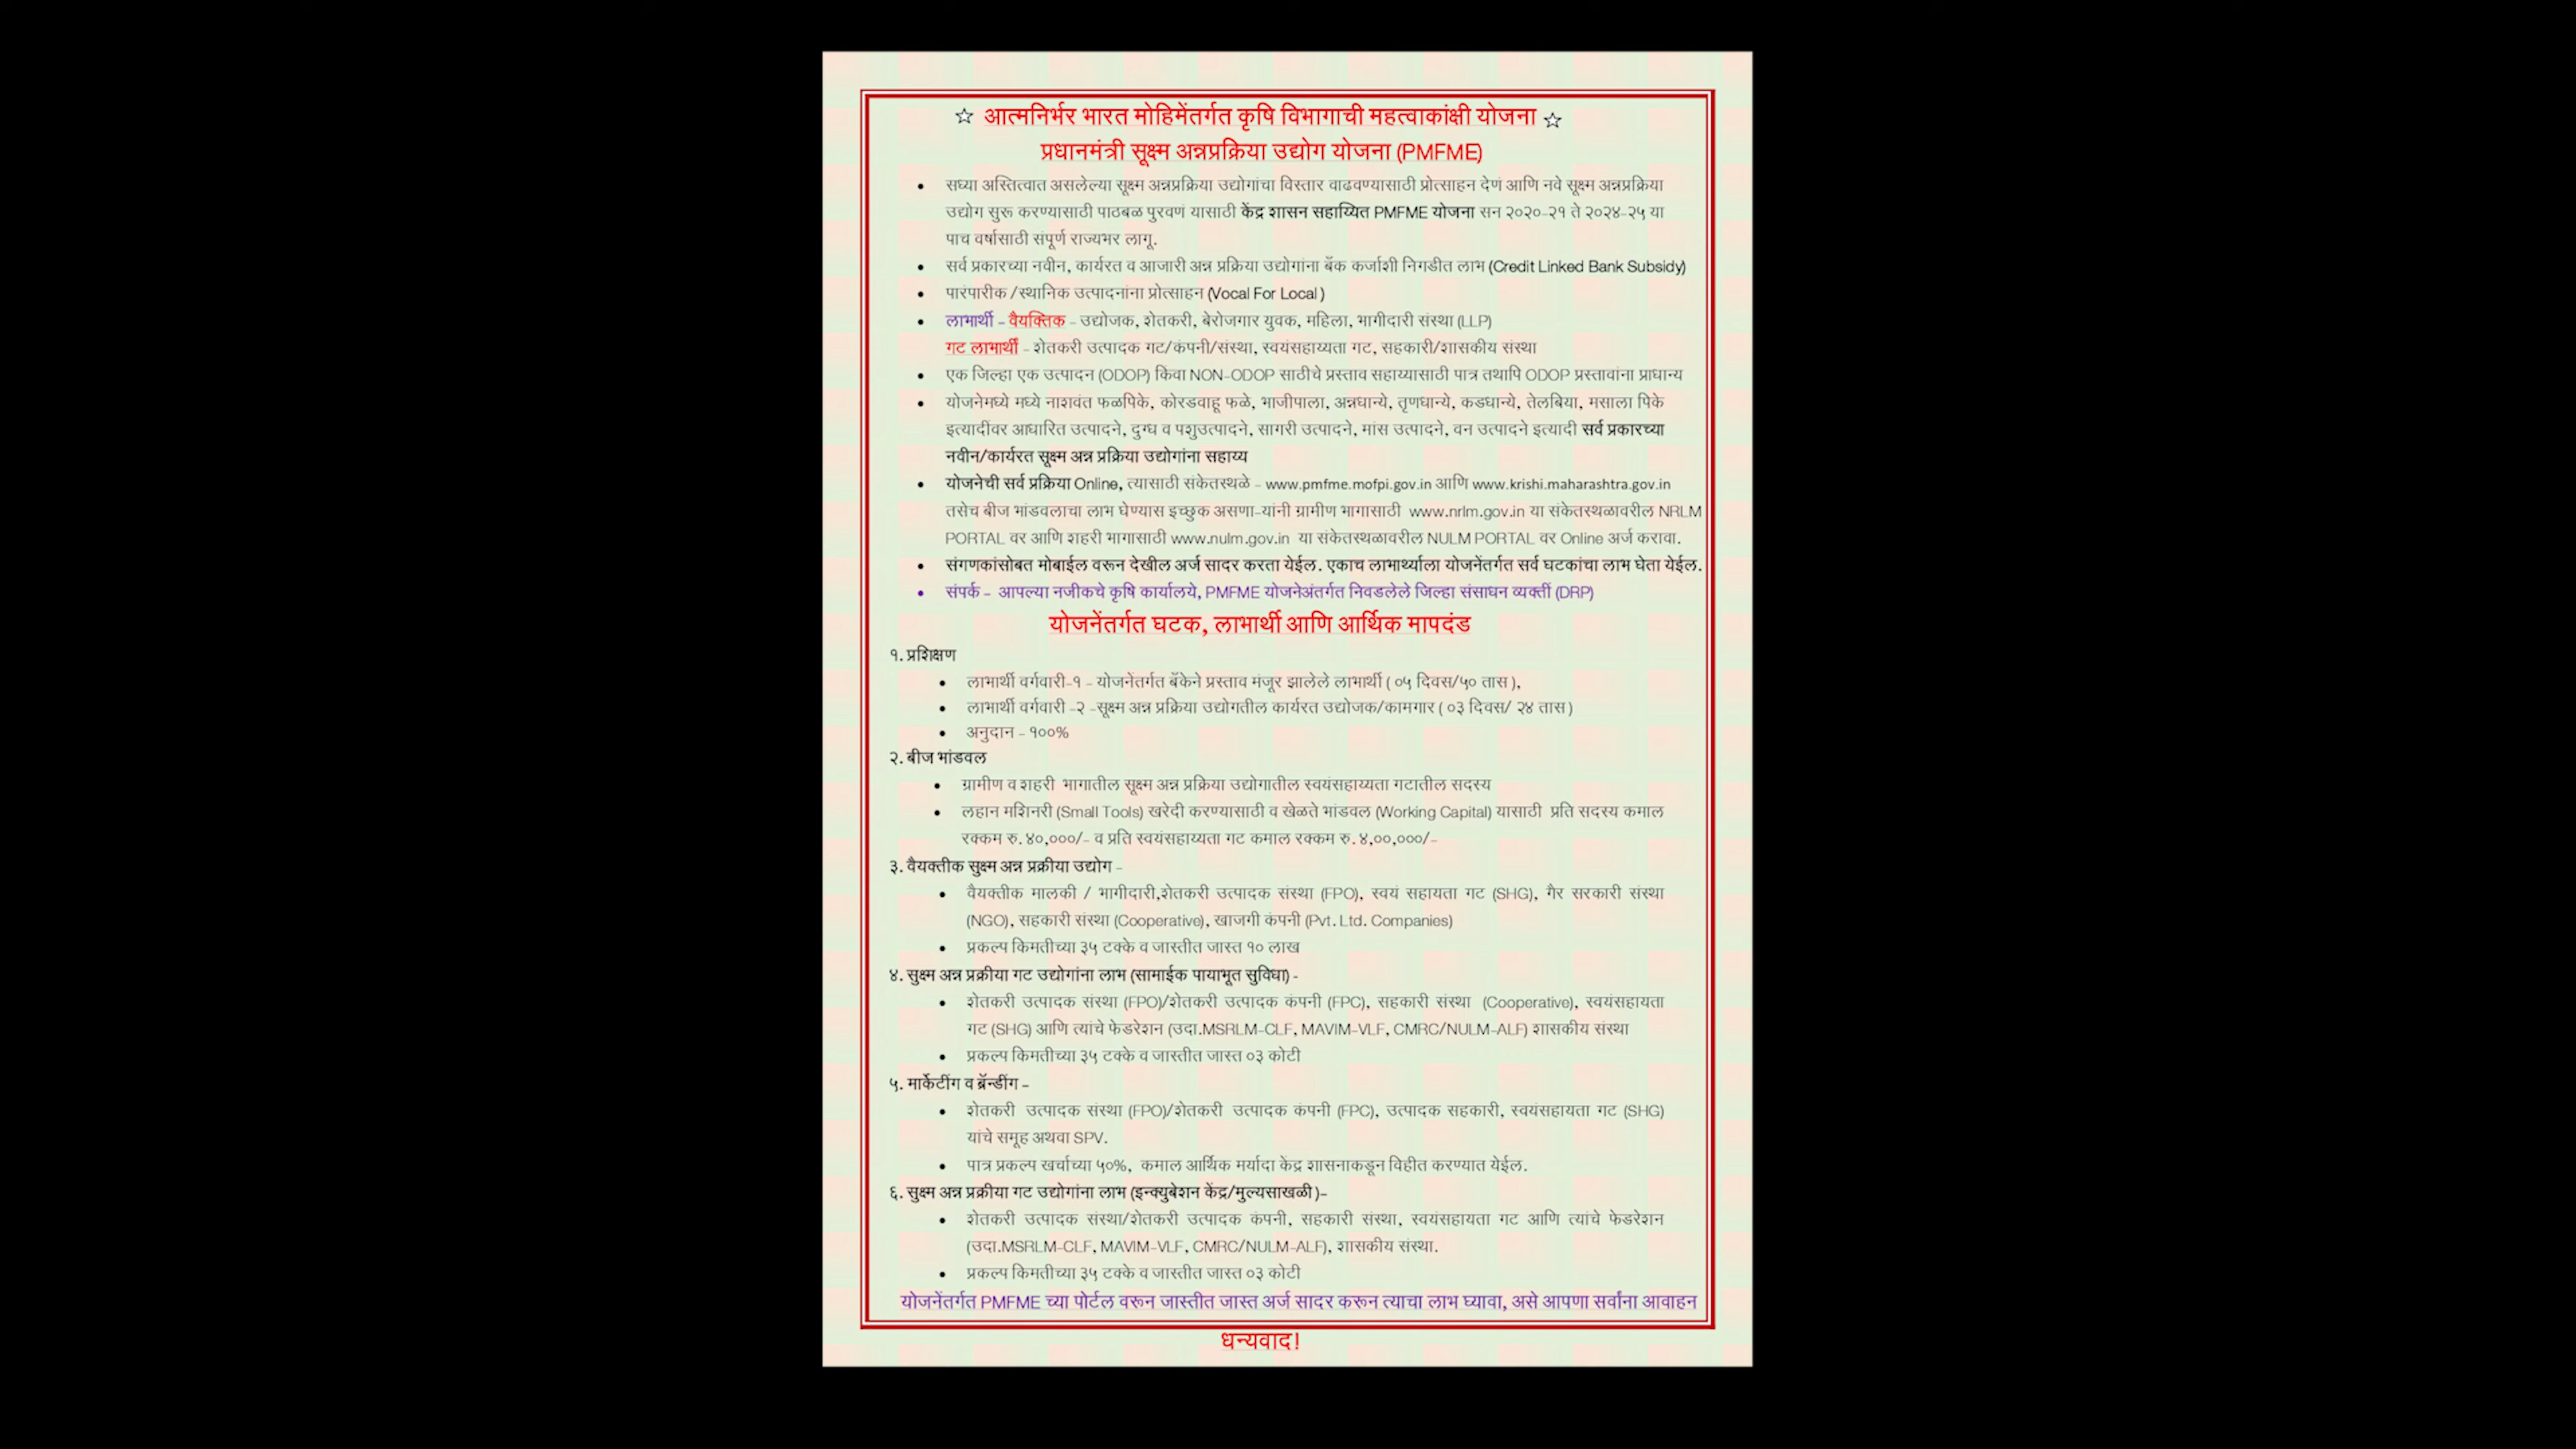 ☆ आत्मनिर्भर भारत मोहिमेंतर्गत कृषि विभागाची महत्वाकांक्षी योजना ☆
प्रधानमंत्री सूक्ष्म अन्नप्रक्रिया उद्योग योजना (PMFME)
• सध्या अस्तित्वात असलेल्या सूक्ष्म अन्नप्रक्रिया उद्योगांचा विस्तार वाढवण्यासाठी प्रोत्साहन देणं आणि नवे सूक्ष्म अन्नप्रक्रिया
उद्योग सुरू करण्यासाठी पाठबळ पुरवणं यासाठी केंद्र शासन सहाय्यित PMFME योजना सन २०२०-२१ ते २०२४-२५ या
पाच वर्षासाठी संपूर्ण राज्यभर लागू.
• सर्व प्रकारच्या नवीन, कार्यरत व आजारी अन्न प्रक्रिया उद्योगांना बॅंक कर्जाशी निगडीत लाभ (Credit Linked Bank Subsidy)
• पारंपारीक /स्थानिक उत्पादनांना प्रोत्साहन (Vocal For Local )
• लाभार्थी - वैयक्तिक - उद्योजक, शेतकरी, बेरोजगार युवक, महिला, भागीदारी संस्था (LLP)
गट लाभार्थी - शेतकरी उत्पादक गट/कंपनी/संस्था, स्वयंसहाय्यता गट, सहकारी/शासकीय संस्था
• एक जिल्हा एक उत्पादन (ODOP) किंवा NON-ODOP साठीचे प्रस्ताव सहाय्यासाठी पात्र तथापि ODOP प्रस्तावांना प्राधान्य
• योजनेमध्ये मध्ये नाशवंत फळपिके, कोरडवाहू फळे, भाजीपाला, अन्नधान्ये, तृणधान्ये, कडधान्ये, तेलबिया, मसाला पिके
इत्यादींवर आधारित उत्पादने, दुग्ध व पशुउत्पादने, सागरी उत्पादने, मांस उत्पादने, वन उत्पादने इत्यादी सर्व प्रकारच्या
नवीन/कार्यरत सूक्ष्म अन्न प्रक्रिया उद्योगांना सहाय्य
• योजनेची सर्व प्रक्रिया Online, त्यासाठी संकेतस्थळे - www.pmfme.mofpi.gov.in आणि www.krishi.maharashtra.gov.in
तसेच बीज भांडवलाचा लाभ घेण्यास इच्छुक असणा-यांनी ग्रामीण भागासाठी www.nrlm.gov.in या संकेतस्थळावरील NRLM
PORTAL वर आणि शहरी भागासाठी www.nulm.gov.in या संकेतस्थळावरील NULM PORTAL वर Online अर्ज करावा.
• संगणकांसोबत मोबाईल वरून देखील अर्ज सादर करता येईल. एकाच लाभार्थ्याला योजनेंतर्गत सर्व घटकांचा लाभ घेता येईल.
• संपर्क - आपल्या नजीकचे कृषि कार्यालये, PMFME योजनेअंतर्गत निवडलेले जिल्हा संसाधन व्यक्ती (DRP)
योजनेंतर्गत घटक, लाभार्थी आणि आर्थिक मापदंड
१. प्रशिक्षण
• लाभार्थी वर्गवारी-१ - योजनेंतर्गत बॅंकेने प्रस्ताव मंजूर झालेले लाभार्थी ( ०५ दिवस/५० तास ),
• लाभार्थी वर्गवारी -२ -सूक्ष्म अन्न प्रक्रिया उद्योगतील कार्यरत उद्योजक/कामगार ( ०३ दिवस/ २४ तास )
• अनुदान - १००%
२. बीज भांडवल
• ग्रामीण व शहरी भागातील सूक्ष्म अन्न प्रक्रिया उद्योगातील स्वयंसहाय्यता गटातील सदस्य
• लहान मशिनरी (Small Tools) खरेदी करण्यासाठी व खेळते भांडवल (Working Capital) यासाठी प्रति सदस्य कमाल
रक्कम रु. ४०,०००/- व प्रति स्वयंसहाय्यता गट कमाल रक्कम रु. ४,००,०००/-
३. वैयक्तीक सुक्ष्म अन्न प्रक्रीया उद्योग -
• वैयक्तीक मालकी / भागीदारी,शेतकरी उत्पादक संस्था (FPO), स्वयं सहायता गट (SHG), गैर सरकारी संस्था
(NGO), सहकारी संस्था (Cooperative), खाजगी कंपनी (Pvt. Ltd. Companies)
• प्रकल्प किमतीच्या ३५ टक्के व जास्तीत जास्त १० लाख
४. सुक्ष्म अन्न प्रक्रीया गट उद्योगांना लाभ (सामाईक पायाभूत सुविधा) -
• शेतकरी उत्पादक संस्था (FPO)/शेतकरी उत्पादक कंपनी (FPC), सहकारी संस्था (Cooperative), स्वयंसहायता
गट (SHG) आणि त्यांचे फेडरेशन (उदा.MSRLM-CLF, MAVIM-VLF, CMRC/NULM-ALF) शासकीय संस्था
• प्रकल्प किमतीच्या ३५ टक्के व जास्तीत जास्त ०३ कोटी
५. मार्केटींग व ब्रॅन्डींग -
• शेतकरी उत्पादक संस्था (FPO)/शेतकरी उत्पादक कंपनी (FPC), उत्पादक सहकारी, स्वयंसहायता गट (SHG)
यांचे समूह अथवा SPV.
• पात्र प्रकल्प खर्चाच्या ५०%, कमाल आर्थिक मर्यादा केंद्र शासनाकडून विहीत करण्यात येईल.
६. सुक्ष्म अन्न प्रक्रीया गट उद्योगांना लाभ (इन्क्युबेशन केंद्र/मुल्यसाखळी )-
• शेतकरी उत्पादक संस्था/शेतकरी उत्पादक कंपनी, सहकारी संस्था, स्वयंसहायता गट आणि त्यांचे फेडरेशन
(उदा.MSRLM-CLF, MAVIM-VLF, CMRC/NULM-ALF), शासकीय संस्था.
• प्रकल्प किमतीच्या ३५ टक्के व जास्तीत जास्त ०३ कोटी
योजनेंतर्गत PMFME च्या पोर्टल वरून जास्तीत जास्त अर्ज सादर करून त्याचा लाभ घ्यावा, असे आपणा सर्वांना आवाहन
धन्यवाद!